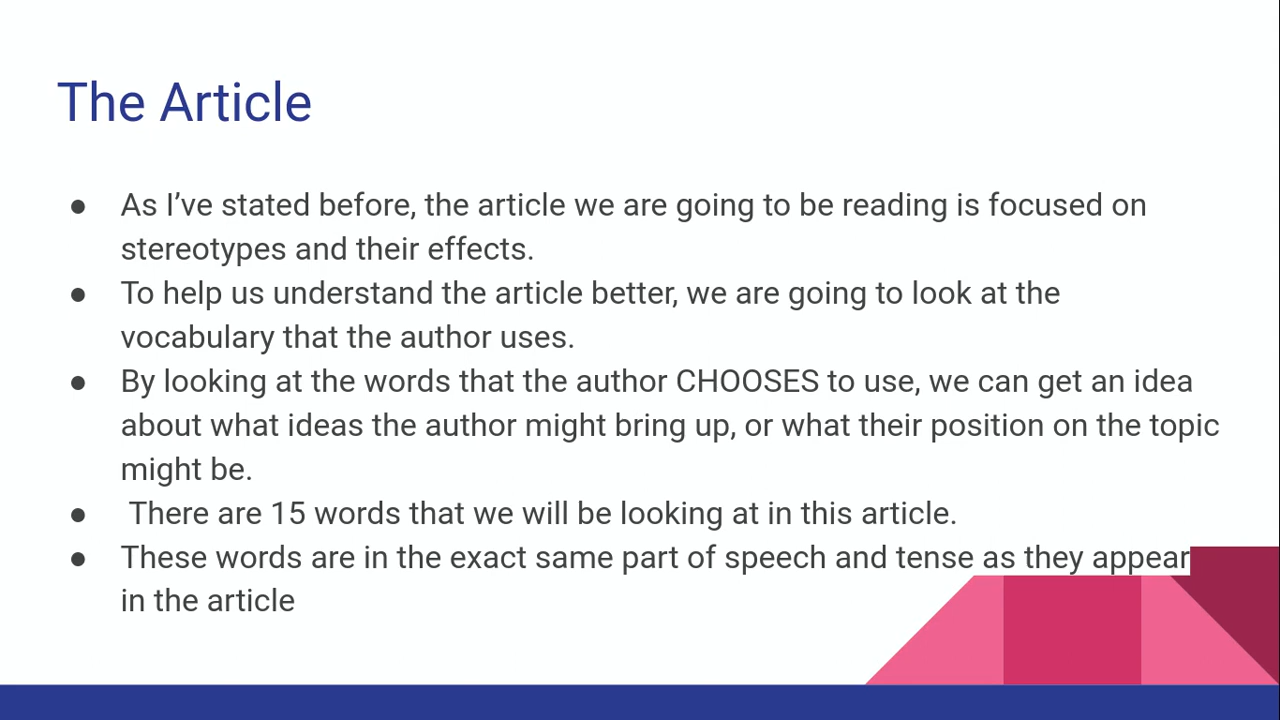 The Article
● As I’ve stated before, the article we are going to be reading is focused on
stereotypes and their effects.
● To help us understand the article better, we are going to look at the
vocabulary that the author uses.
● By looking at the words that the author CHOOSES to use, we can get an idea
about what ideas the author might bring up, or what their position on the topic
might be.
● There are 15 words that we will be looking at in this article.
● These words are in the exact same part of speech and tense as they appear
in the article